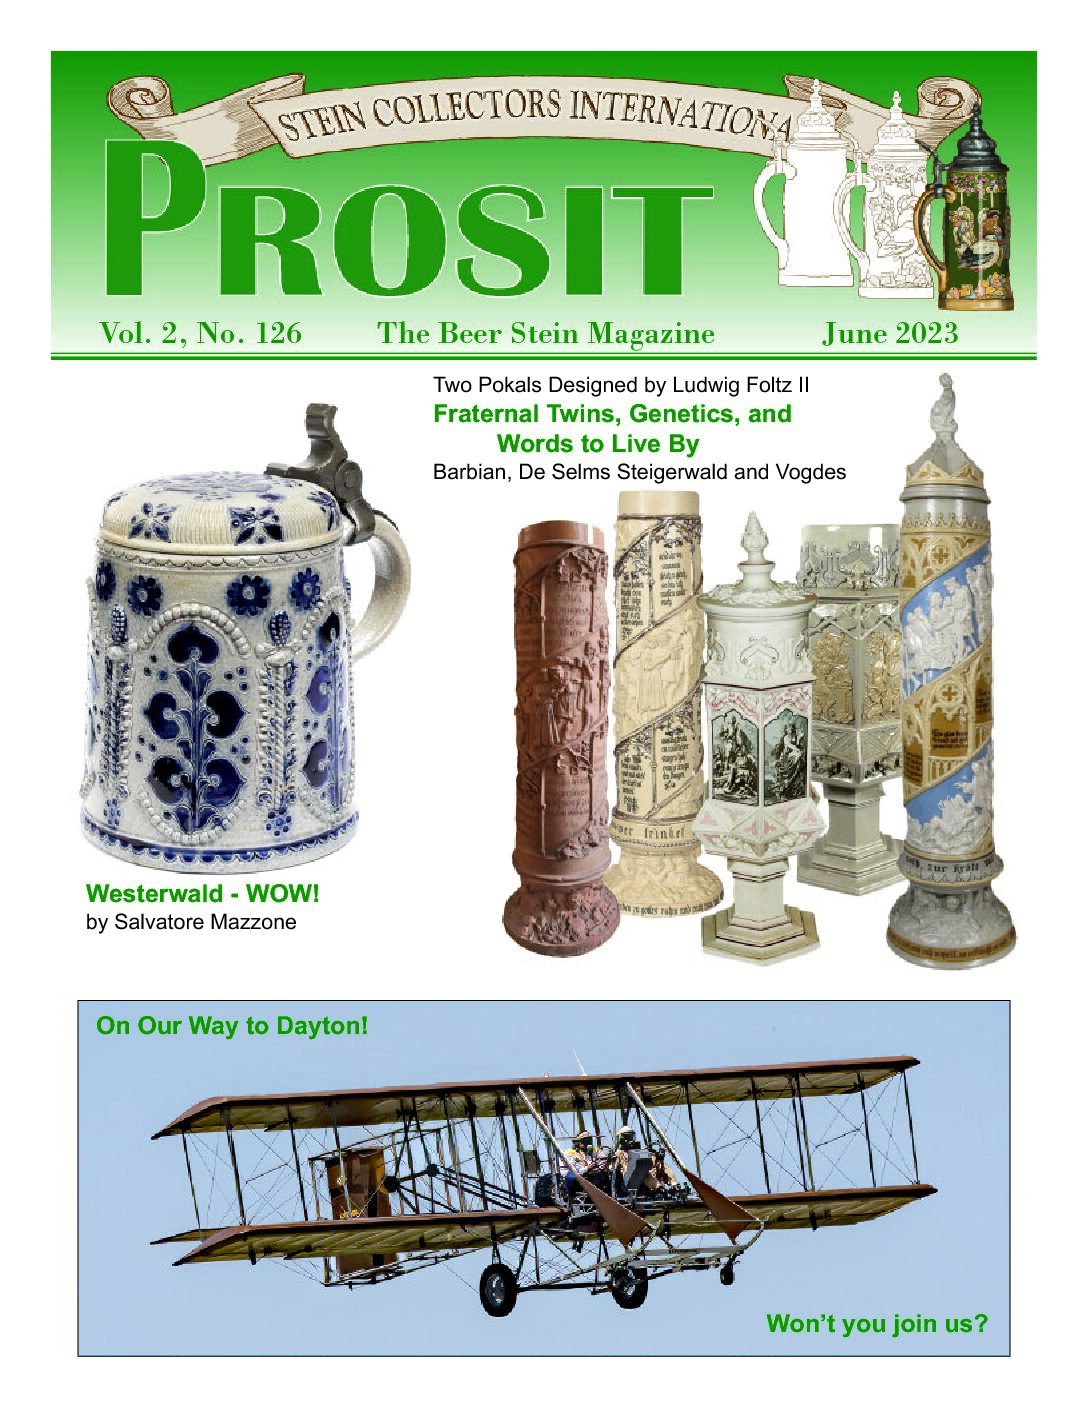 STEIN COLLECTORS INTERNATIONA
PROSIT
Vol. 2, No. 126 The Beer Stein Magazine June 2023
Two Pokals Designed by Ludwig Foltz II
Fraternal Twins, Genetics, and
Words to Live By
Barbian, De Selms Steigerwald and Vogdes
trinket
zur
Westerwald - WOW!
by Salvatore Mazzone
On Our Way to Dayton!
Won't you join us?